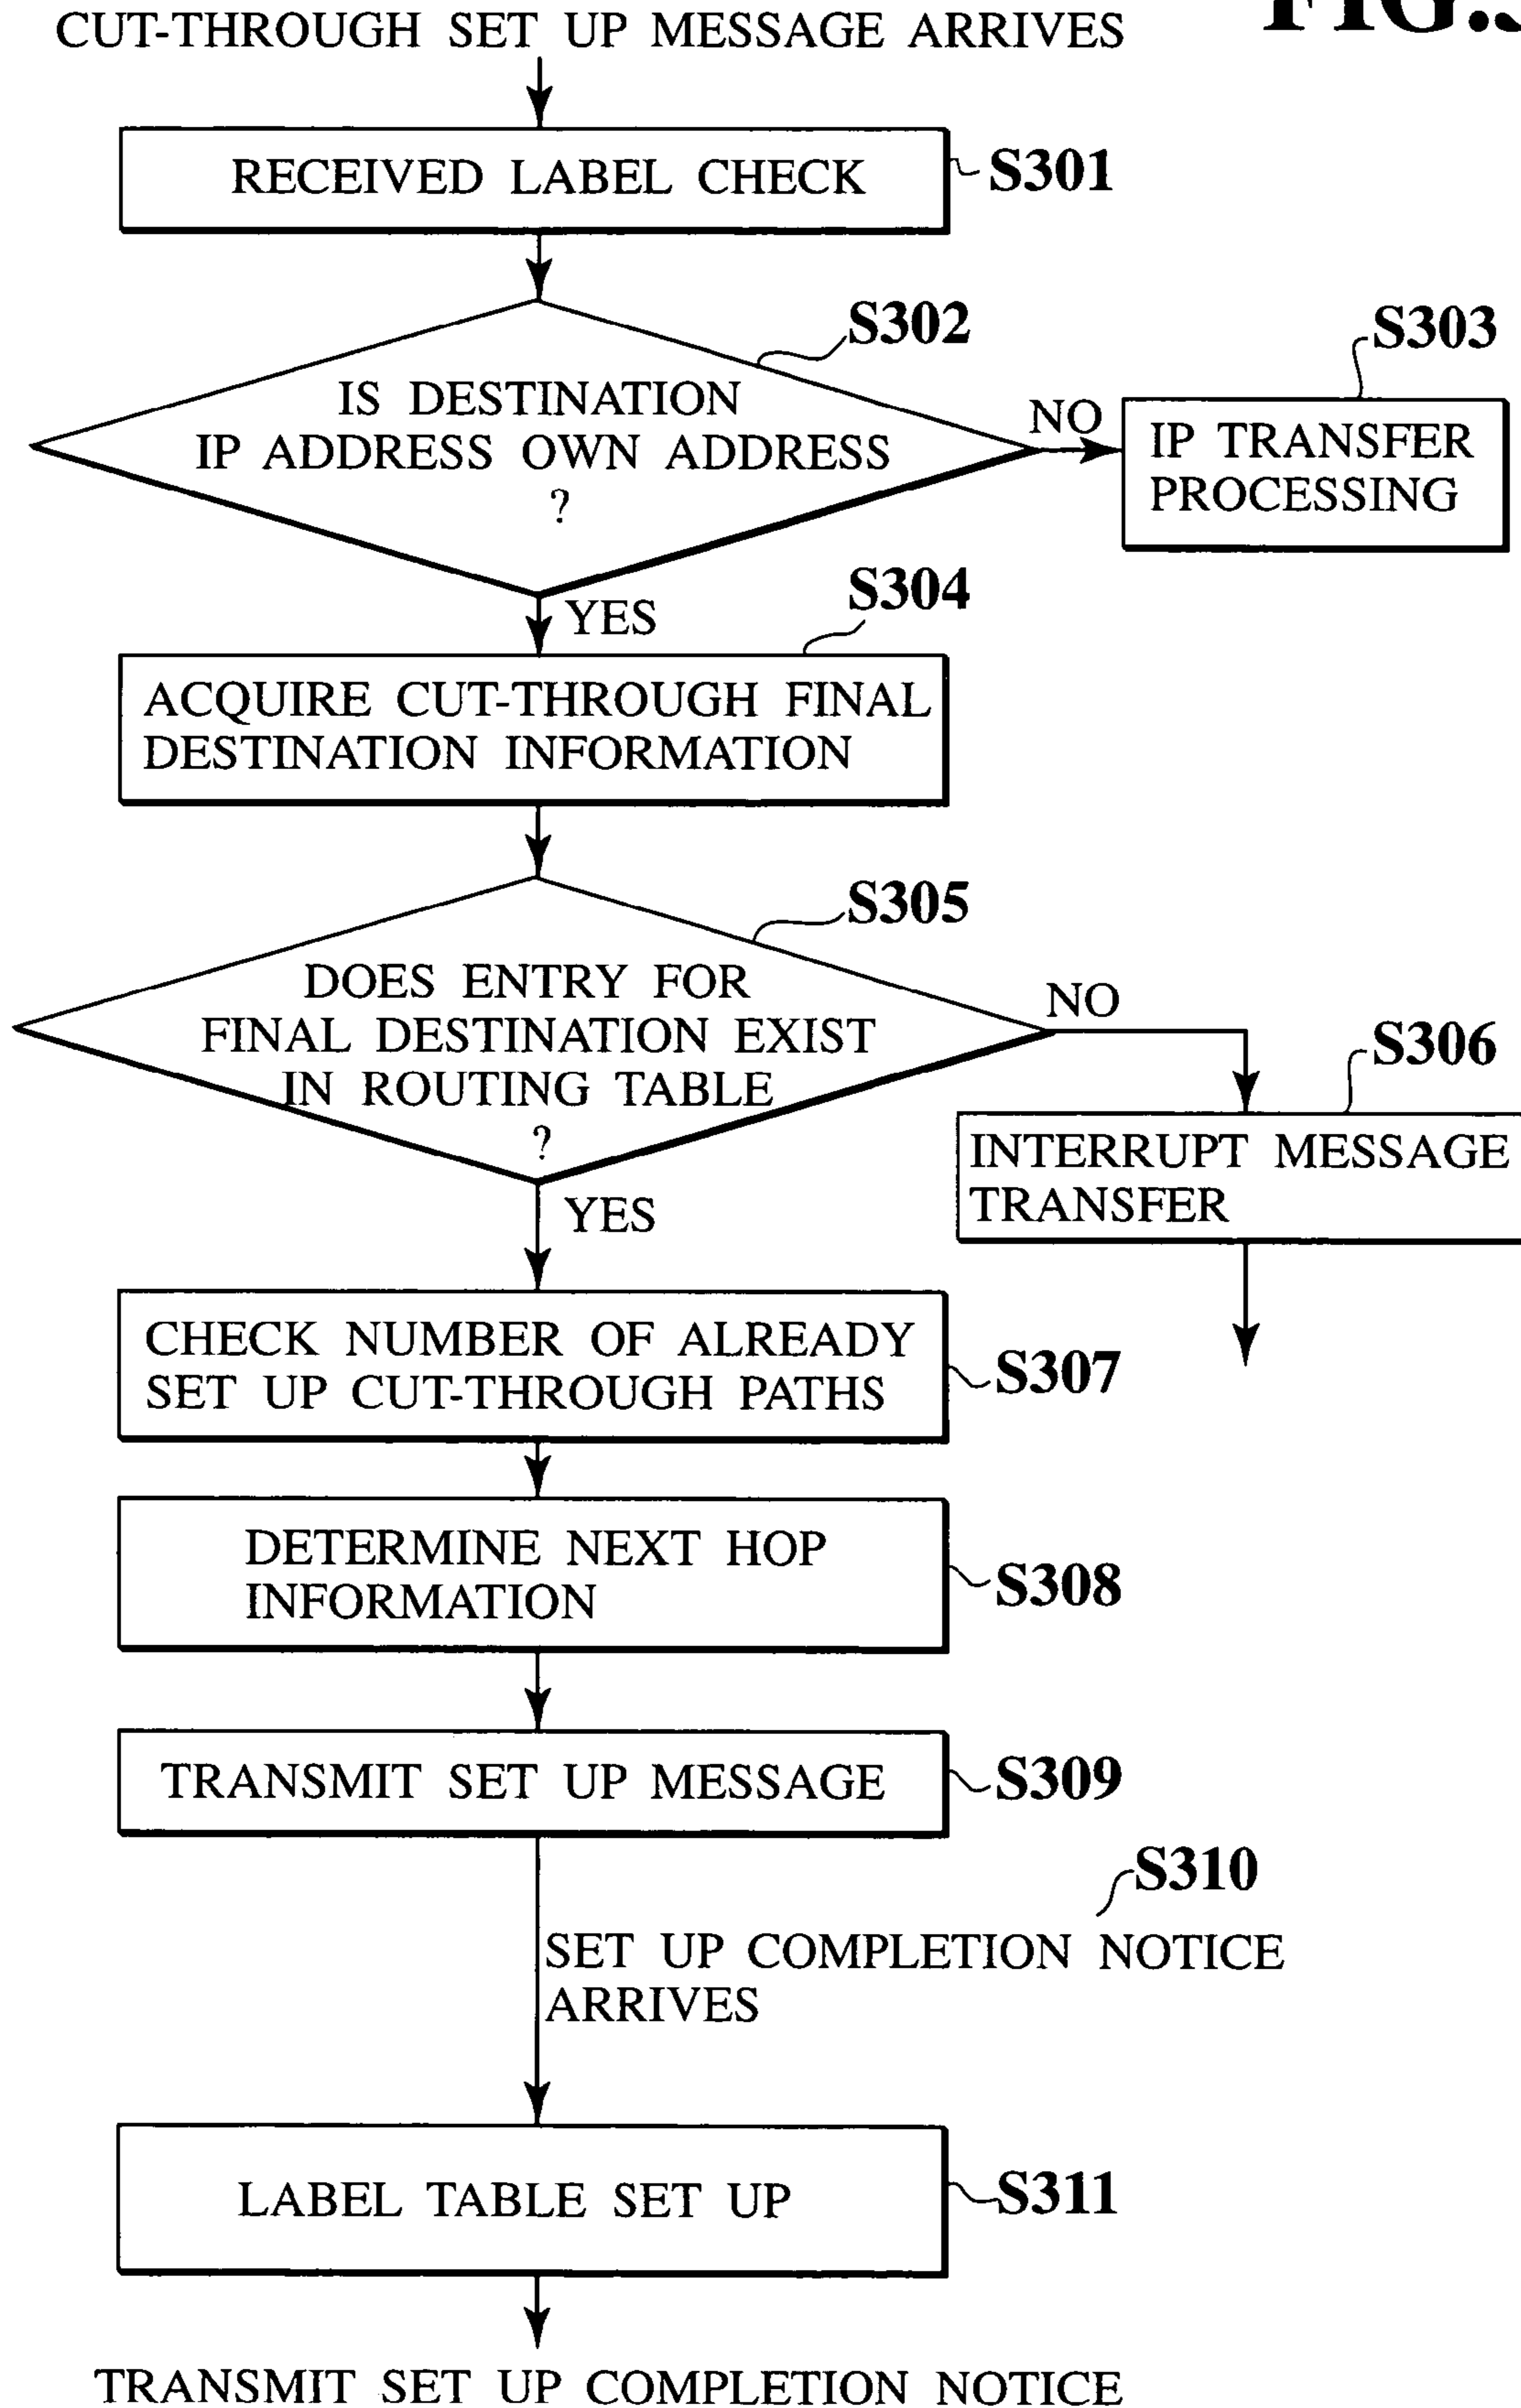 CUT-THROUGH SET UP MESSAGE ARRIVES
RECEIVED LABEL CHECK
S301
S302
IS DESTINATION
IP ADDRESS OWN ADDRESS
?
NO
S303
IP TRANSFER
PROCESSING
YES
S304
ACQUIRE CUT-THROUGH FINAL
DESTINATION INFORMATION
S305
DOES ENTRY FOR
FINAL DESTINATION EXIST
IN ROUTING TABLE
?
NO
S306
INTERRUPT MESSAGE
TRANSFER
YES
CHECK NUMBER OF ALREADY
SET UP CUT-THROUGH PATHS
S307
DETERMINE NEXT HOP
INFORMATION
S308
TRANSMIT SET UP MESSAGE
S309
S310
SET UP COMPLETION NOTICE
ARRIVES
LABEL TABLE SET UP
S311
TRANSMIT SET UP COMPLETION NOTICE